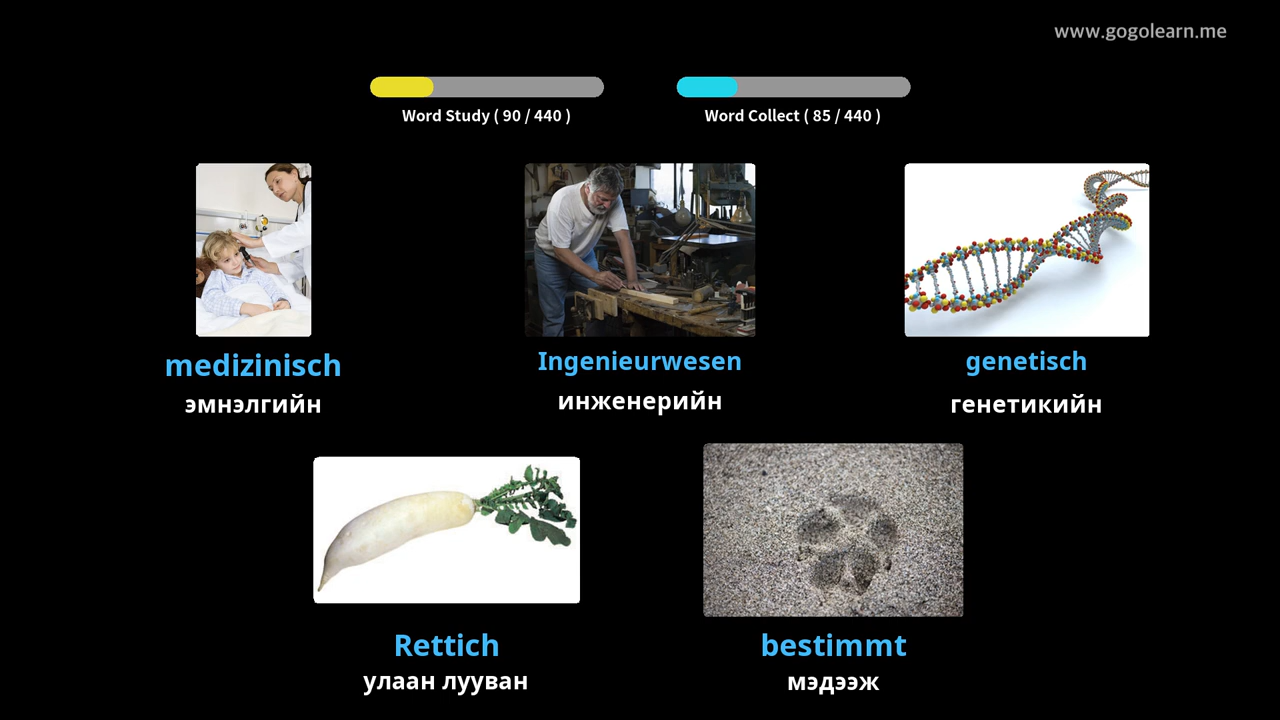 www.gogolearn.me
Word Study ( 90 / 440 )
Word Collect ( 85 / 440 )
medizinisch
эмнэлгийн
Ingenieurwesen
инженерийн
genetisch
генетикийн
Rettich
улаан лууван
bestimmt
мэдээж